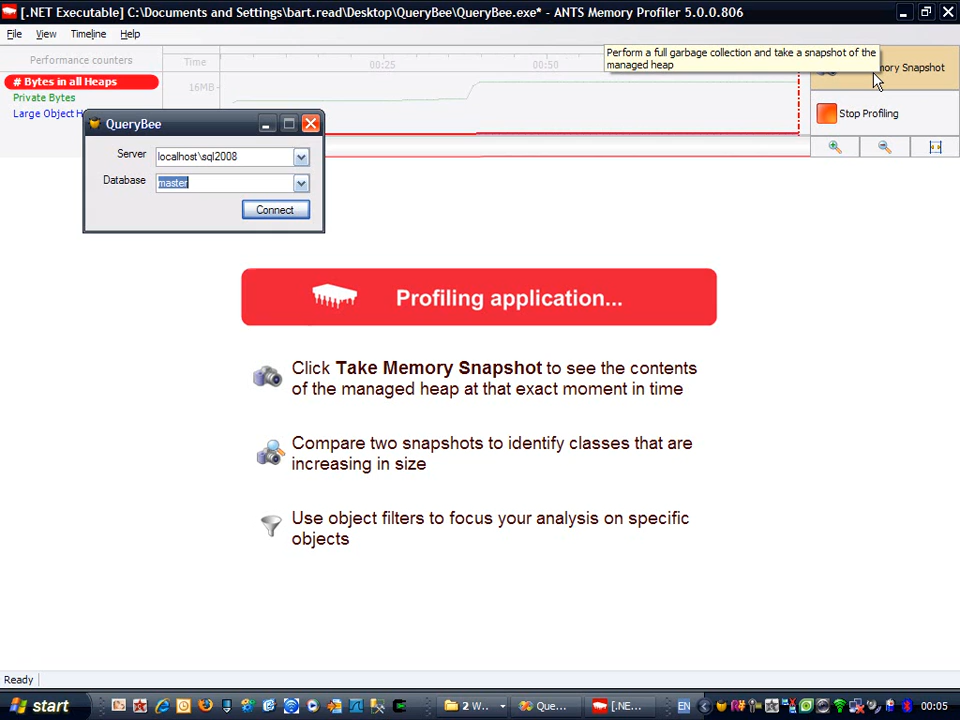 [.NET Executable] C:\Documents and Settings\bart.read\Desktop\QueryBee\QueryBee.exe* - ANTS Memory Profiler 5.0.0.806
File View Timeline Help
Performance counters
# Bytes in all Heaps
Private Bytes
Large Object H
Time 00:25 00:50
16MB
Perform a full garbage collection and take a snapshot of the
managed heap
mory Snapshot
Stop Profiling
QueryBee
Server localhost\sql2008
Database master
Connect
Profiling application...
Click Take Memory Snapshot to see the contents
of the managed heap at that exact moment in time
Compare two snapshots to identify classes that are
increasing in size
Use object filters to focus your analysis on specific
objects
Ready
start 2 W... Que... [.NE... EN 00:05